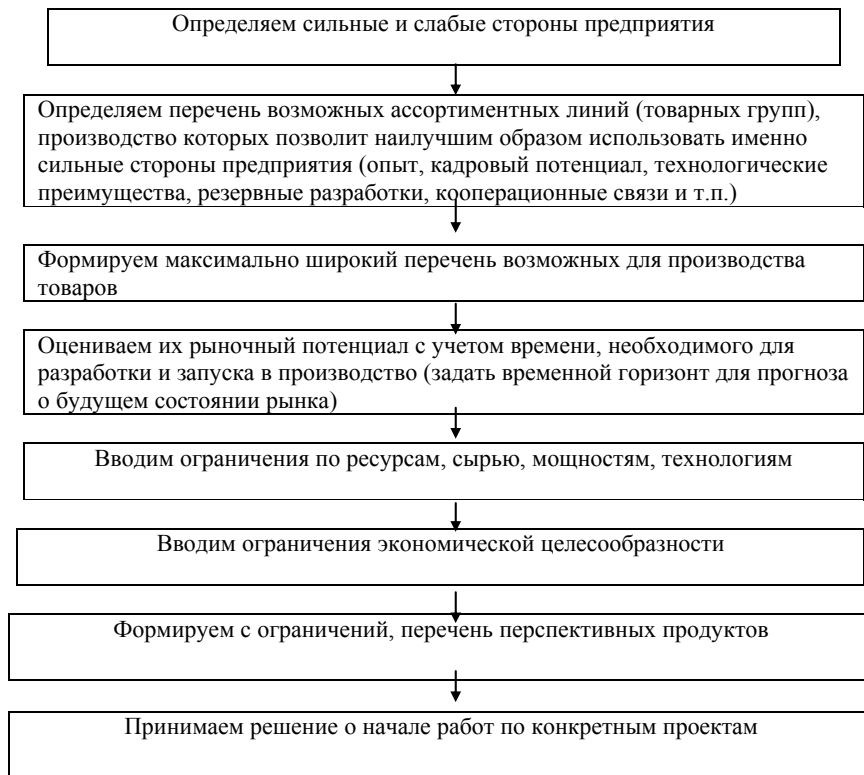 Определяем сильные и слабые стороны предприятия
Определяем перечень возможных ассортиментных линий (товарных групп),
производство которых позволит наилучшим образом использовать именно
сильные стороны предприятия (опыт, кадровый потенциал, технологические
преимущества, резервные разработки, кооперационные связи и т.п.)
Формируем максимально широкий перечень возможных для производства
товаров
Оцениваем их рыночный потенциал с учетом времени, необходимого для
разработки и запуска в производство (задать временной горизонт для прогноза
о будущем состоянии рынка)
Вводим ограничения по ресурсам, сырью, мощностям, технологиям
Вводим ограничения экономической целесообразности
Формируем с ограничений, перечень перспективных продуктов
Принимаем решение о начале работ по конкретным проектам